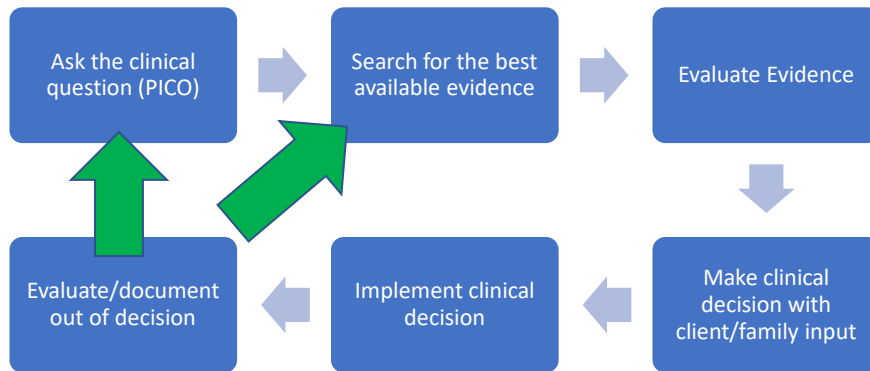 Ask the clinical
question (PICO)
Search for the best
available evidence
Evaluate Evidence
Make clinical
decision with
client/family input
Implement clinical
decision
Evaluate/document
out of decision